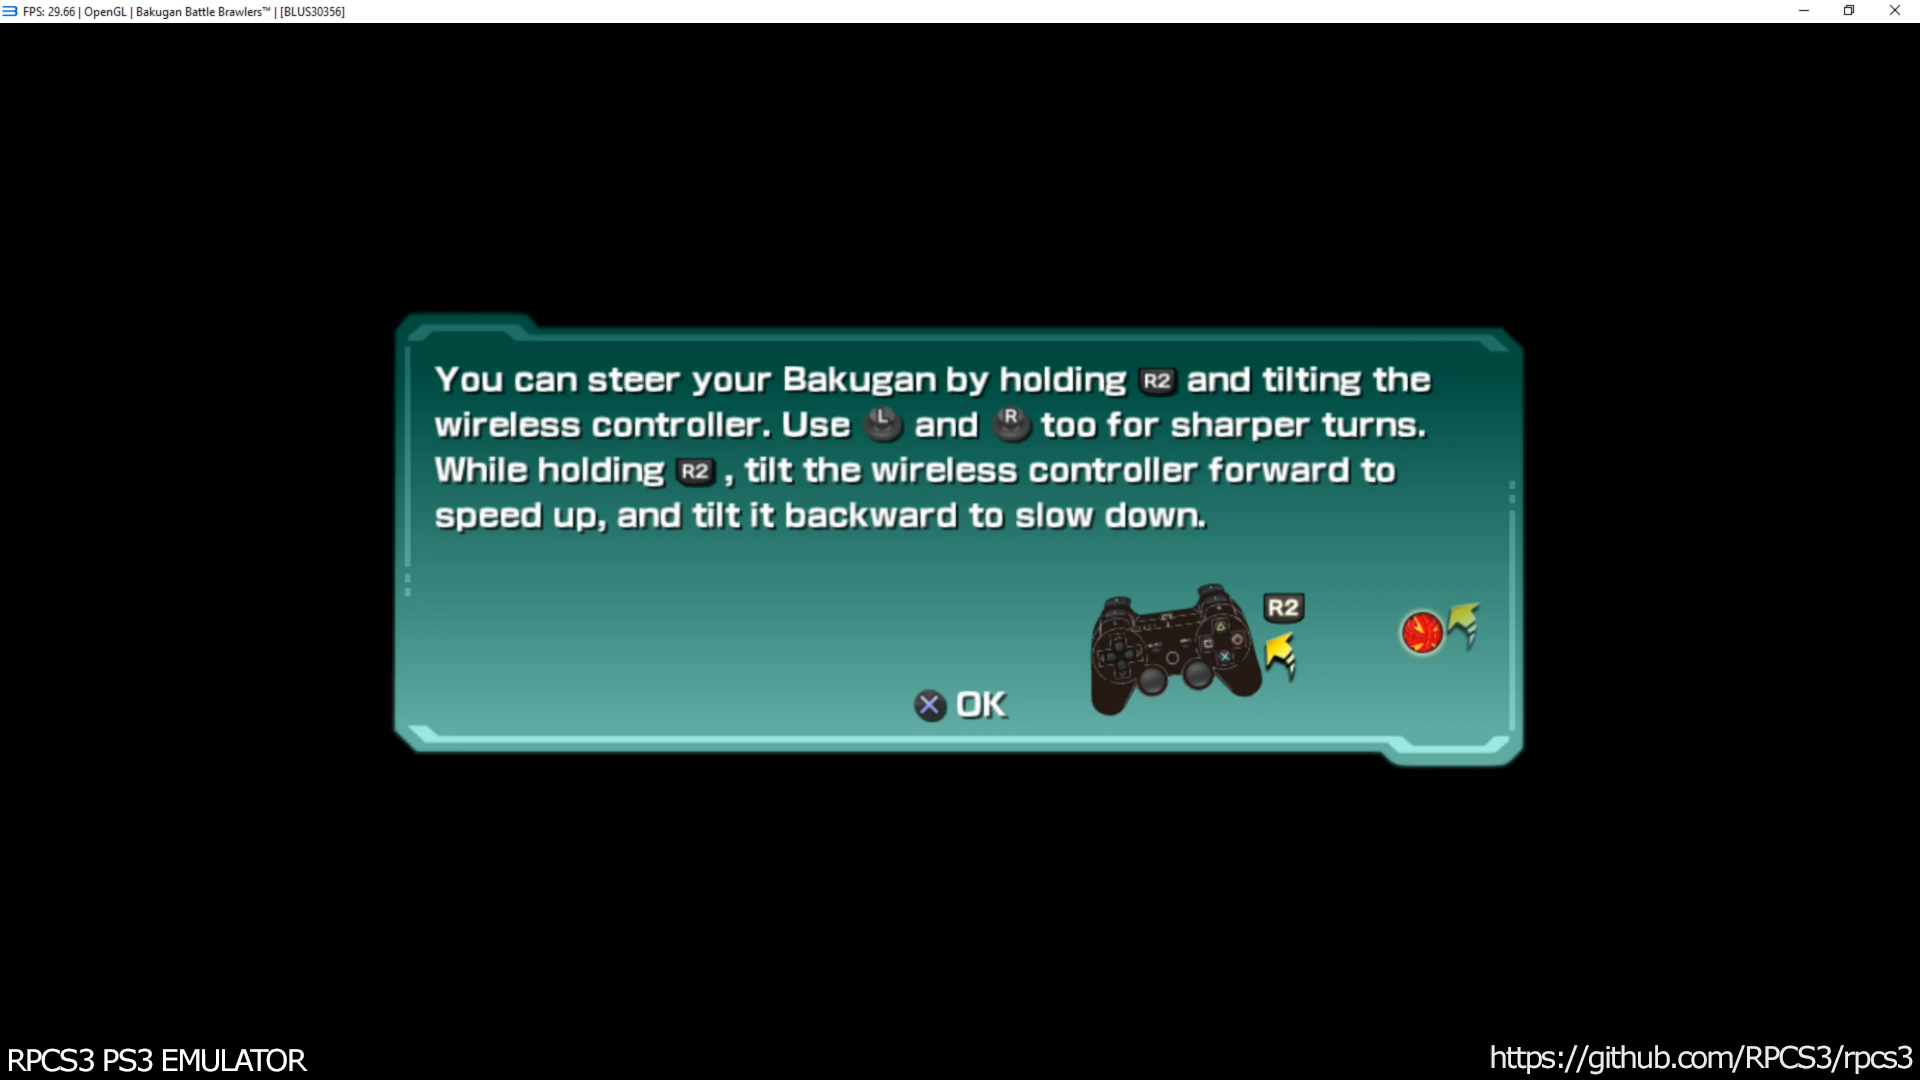 FPS: 29.66 | OpenGL | Bakugan Battle Brawlers™ | [BLUS30356]
You can steer your Bakugan by holding R2 and tilting the
wireless controller. Use L and R too for sharper turns.
While holding R2 , tilt the wireless controller forward to
speed up, and tilt it backward to slow down.
R2
OK
RPCS3 PS3 EMULATOR
https://github.com/RPCS3/rpcs3